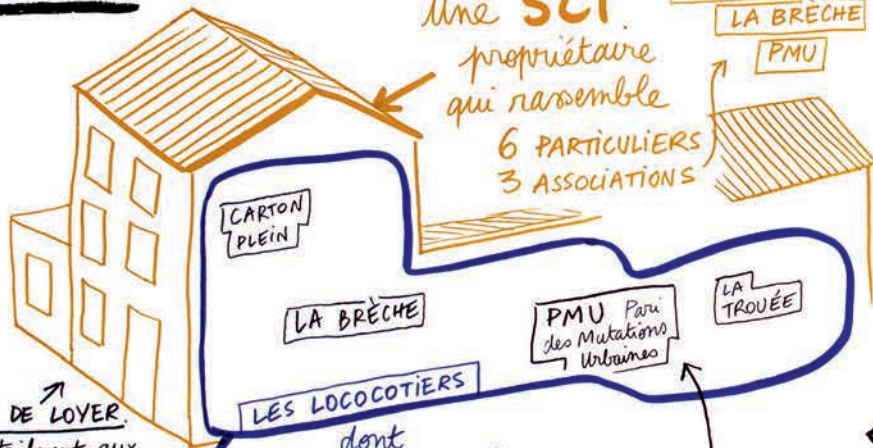 une SCI
propriétaire
qui rassemble
6 PARTICULIERS
3 ASSOCIATIONS
LA BRÈCHE
PMU
CARTON
PLEIN
LA BRÈCHE
PMU Pari
des Mutations
Urbaines
LA
TROUÉE
LES LOCOCOTIERS
dont
DE LOYER.